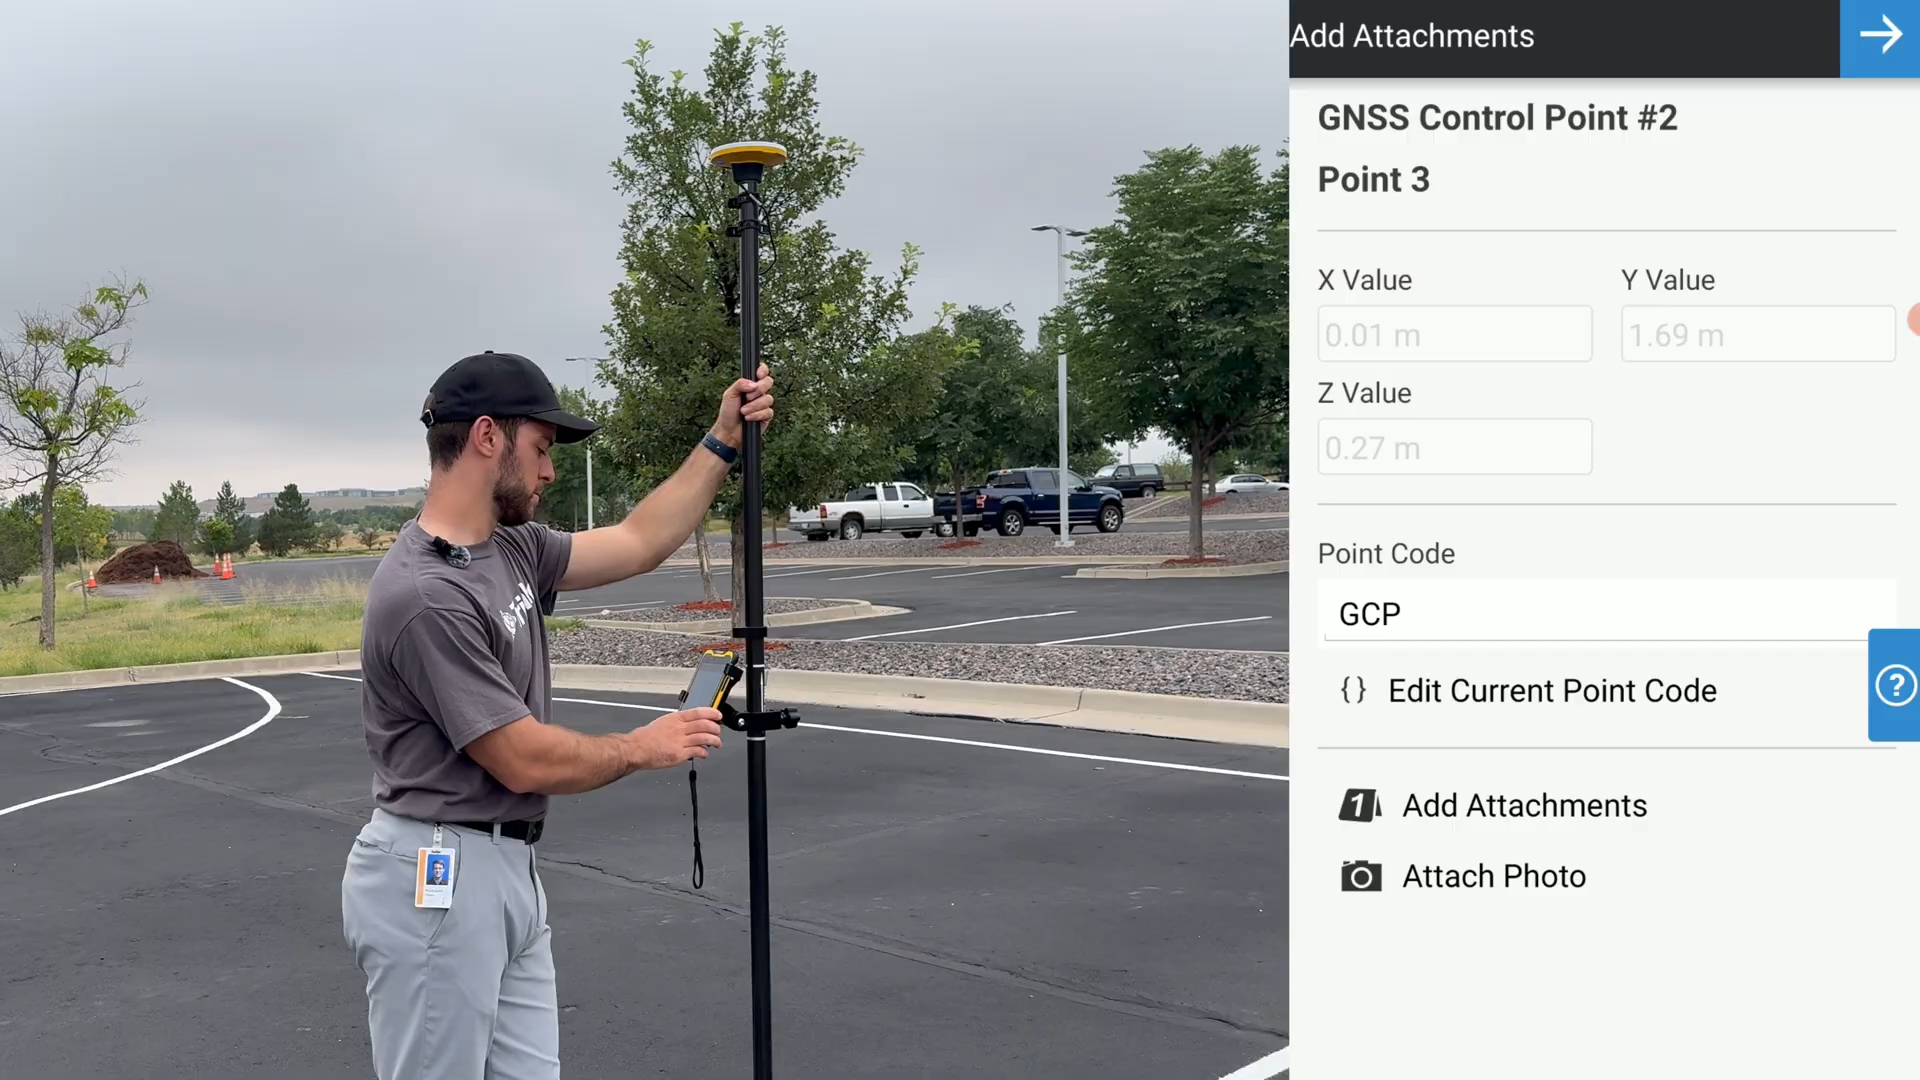 Add Attachments
GNSS Control Point #2
Point 3
X Value
Y Value
0.01 m
1.69 m
Z Value
0.27 m
Point Code
GCP
{} Edit Current Point Code
1 Add Attachments
Attach Photo
?